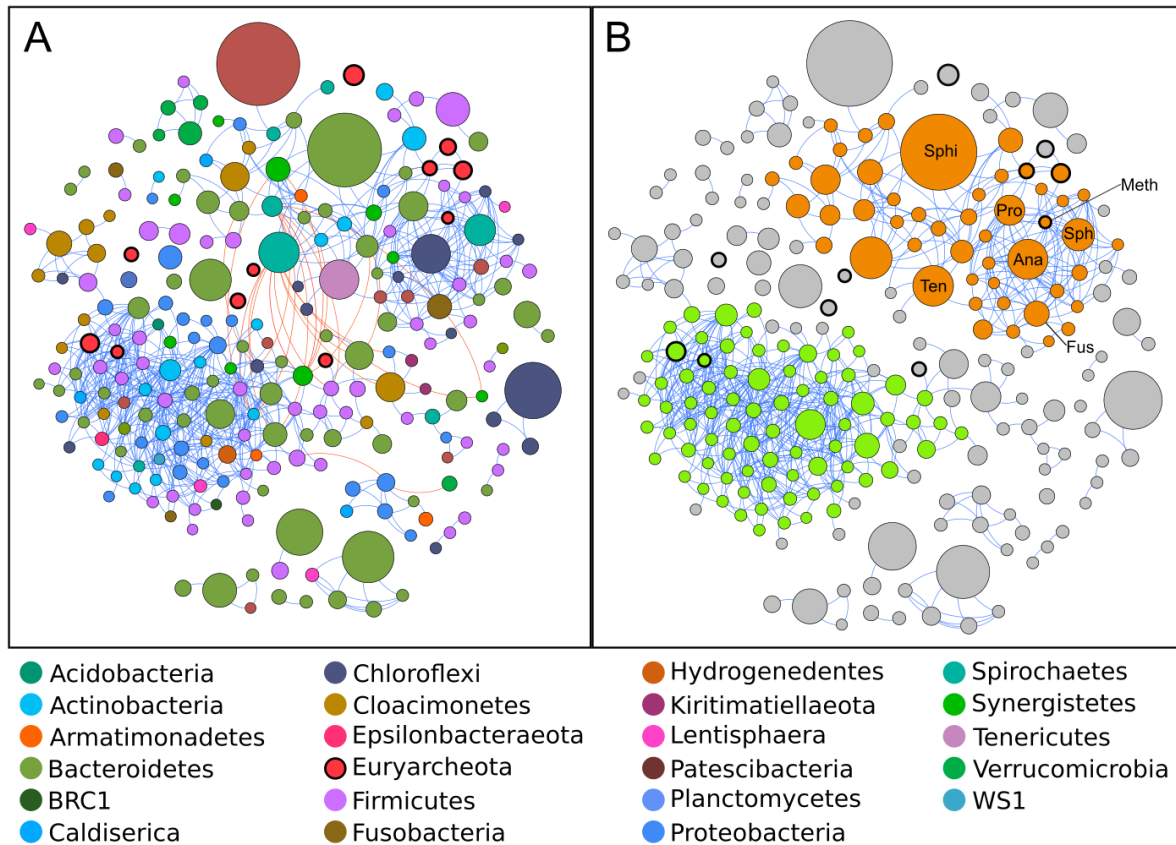 A
B
Sphi
Meth
Pro
Sph
Ana
Ten
Fus
Acidobacteria
Actinobacteria
Armatimonadetes
Bacteroidetes
BRC1
Caldiserica
Chloroflexi
Cloacimonetes
Epsilonbacteraeota
Euryarcheota
Firmicutes
Fusobacteria
Hydrogenedentes
Kiritimatiellaeota
Lentisphaera
Patescibacteria
Planctomycetes
Proteobacteria
Spirochaetes
Synergistetes
Tenericutes
Verrucomicrobia
WS1